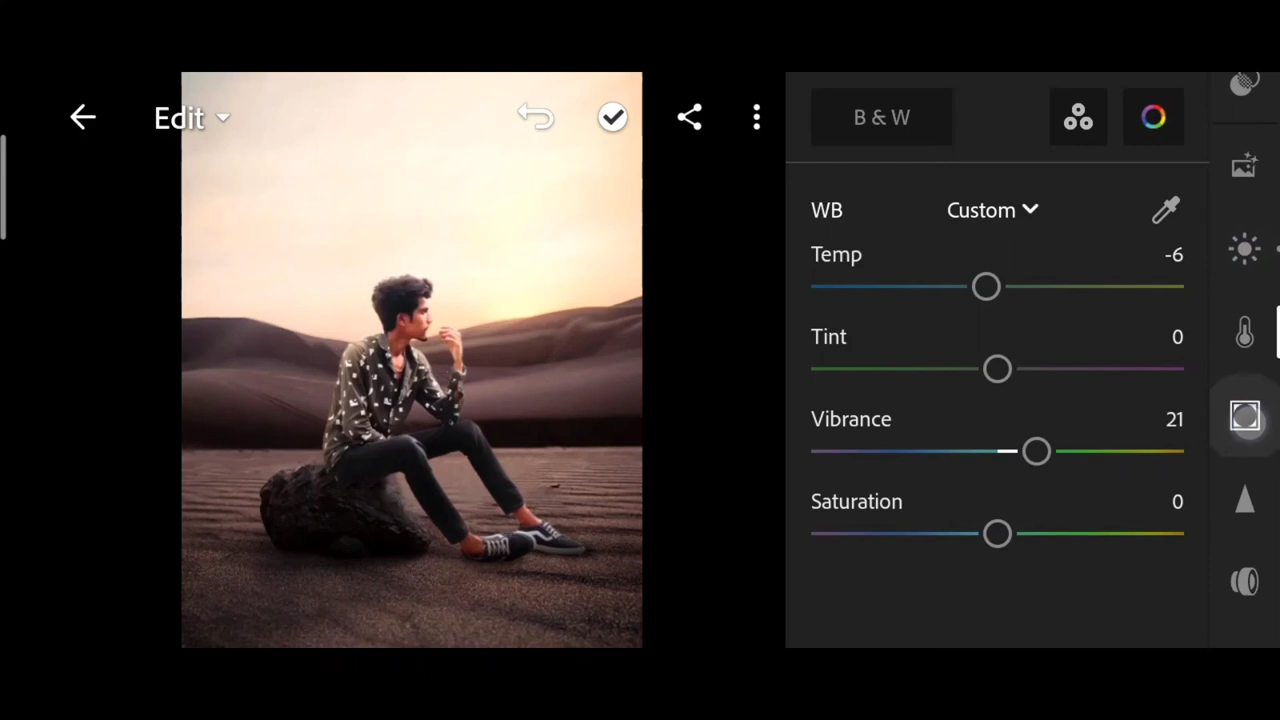 Edit
B & W
WB Custom
Temp -6
Tint 0
Vibrance 21
Saturation 0